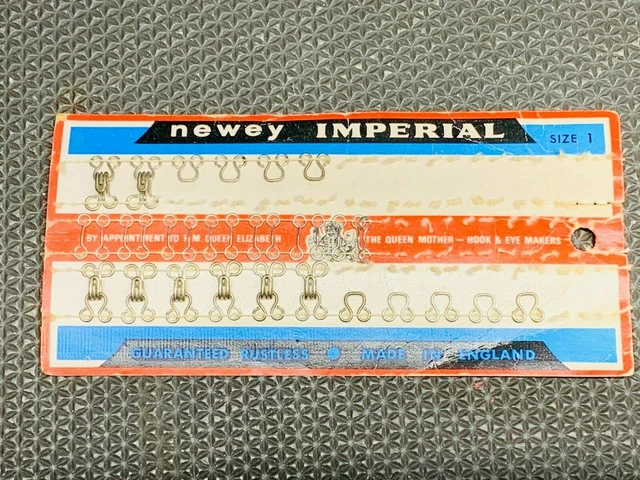 newey IMPERIAL SIZE 1
BY APPOINTMENT TO H.M. QUEEN ELIZABETH THE QUEEN MOTHER – HOOK & EYE MAKERS
GUARANTEED RUSTLESS MADE IN ENGLAND